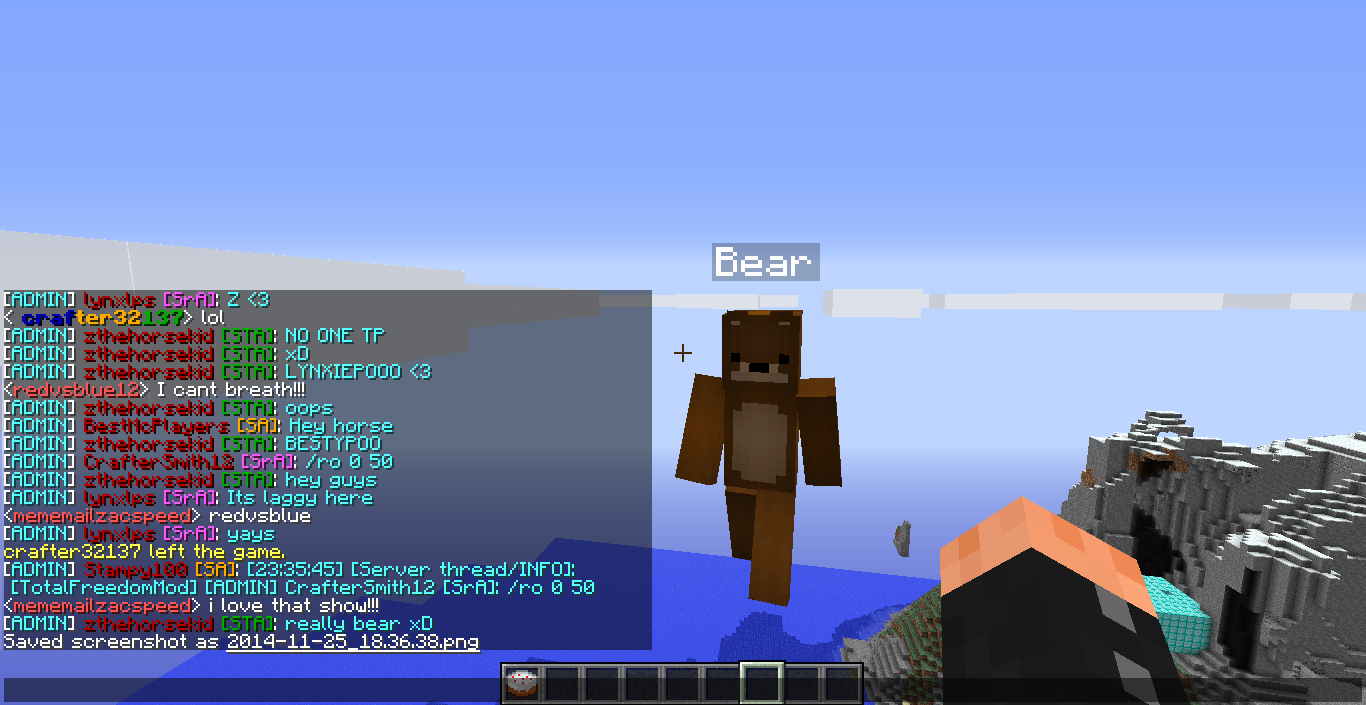 Bear
[ADMIN] lynxlps [SrA]: Z <3
< crafter32137> lol
[ADMIN] zthehorsekid [STA]: NO ONE TP
[ADMIN] zthehorsekid [STA]: xD
[ADMIN] zthehorsekid [STA]: LYNXIEPOOO <3
<redvsblue12> I cant breath!!!
[ADMIN] zthehorsekid [STA]: oops
[ADMIN] BestMcPlayers [SA]: Hey horse
[ADMIN] zthehorsekid [STA]: BESTYPOO
[ADMIN] CrafterSmith12 [SrA]: /ro 0 50
[ADMIN] zthehorsekid [STA]: hey guys
[ADMIN] lynxlps [SrA]: Its laggy here
<mememailzacspeed> redvsblue
[ADMIN] lynxlps [SrA]: yays
crafter32137 left the game.
[ADMIN] Stampy100 [SA]: [23:35:45] [Server thread/INFO]:
[TotalFreedomMod] [ADMIN] CrafterSmith12 [SrA]: /ro 0 50
<mememailzacspeed> i love that show!!!
[ADMIN] zthehorsekid [STA]: really bear xD
Saved screenshot as 2014-11-25_18.36.38.png